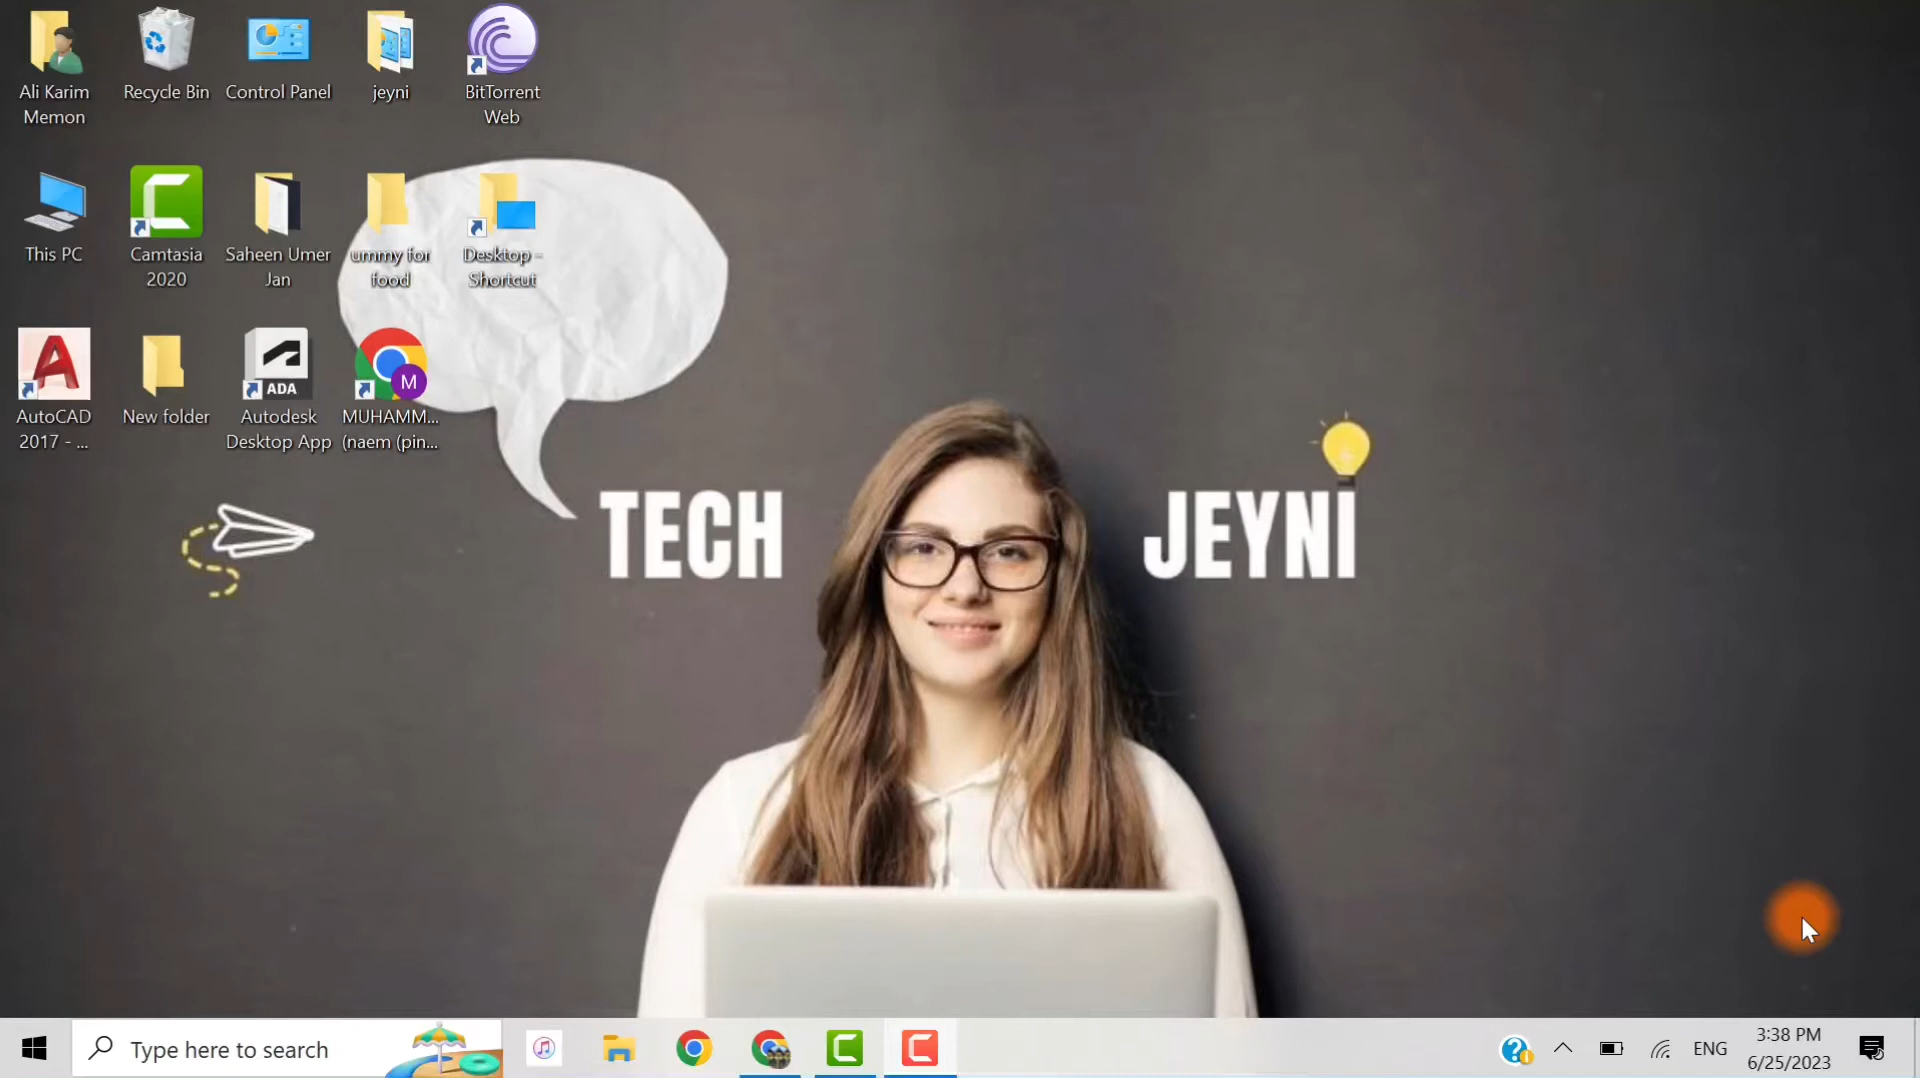 Ali Karim
Memon
Recycle Bin
Control Panel
jeyni
BitTorrent
Web
This PC
Camtasia
2020
Saheen Umer
Jan
ummy for
food
Desktop -
Shortcut
A
AutoCAD
2017 - ...
New folder
ADA
Autodesk
Desktop App
M
MUHAMM...
(naem (pin...
TECH
JEYNI
Type here to search
ENG
3:38 PM
6/25/2023